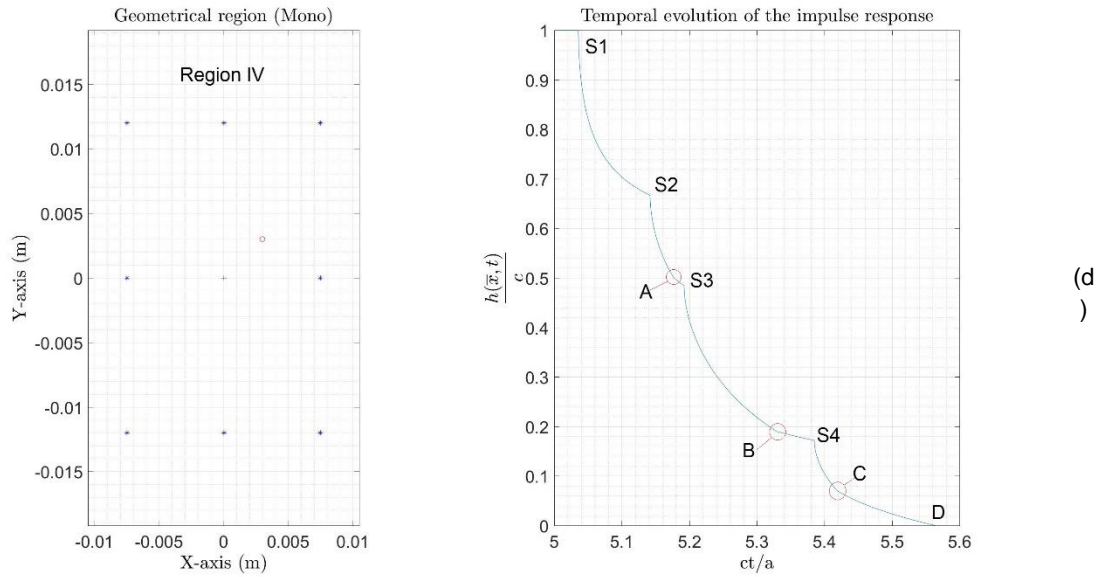 Geometrical region (Mono)
Region IV
0.015
0.01
0.005
0
-0.005
-0.01
-0.015
Y-axis (m)
-0.01
-0.005
0
0.005
0.01
X-axis (m)
Temporal evolution of the impulse response
1
0.9
0.8
0.7
0.6
0.5
0.4
0.3
0.2
0.1
0
h(x̅, t)
c
S1
S2
A
S3
B
S4
C
D
5
5.1
5.2
5.3
5.4
5.5
5.6
ct/a
(d
)